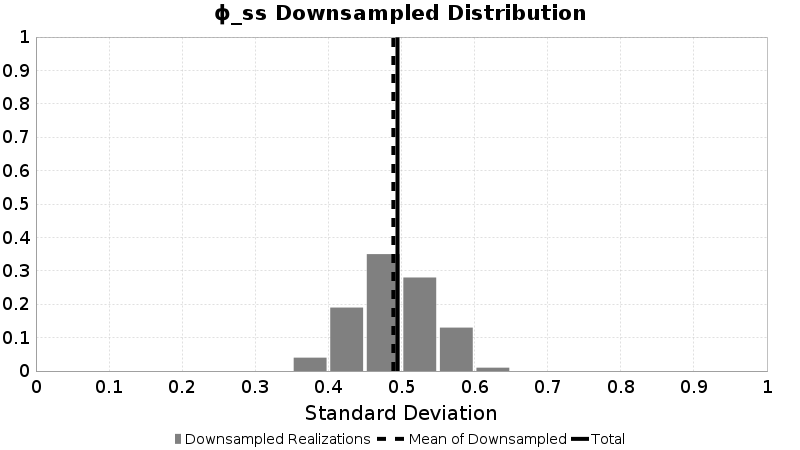 ϕ_ss Downsampled Distribution
1
0.9
0.8
0.7
0.6
0.5
0.4
0.3
0.2
0.1
0
0 0.1 0.2 0.3 0.4 0.5 0.6 0.7 0.8 0.9 1
Standard Deviation
Downsampled Realizations Mean of Downsampled Total